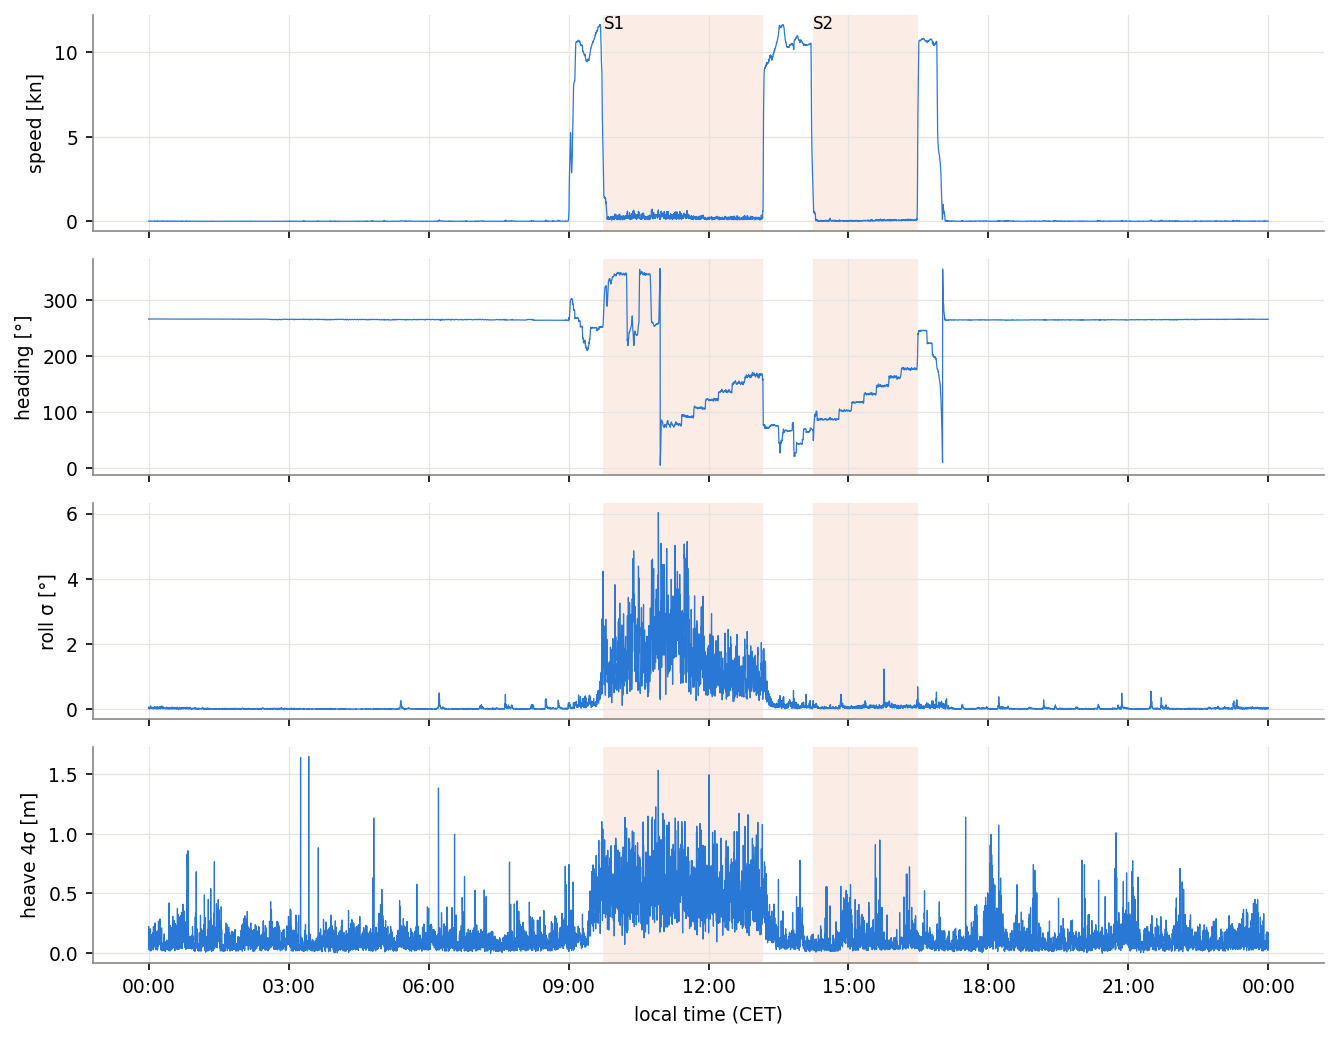 S1 S2
speed [kn]
10
5
0
heading [°]
300
200
100
0
roll σ [°]
6
4
2
0
heave 4σ [m]
1.5
1.0
0.5
0.0
00:00 03:00 06:00 09:00 12:00 15:00 18:00 21:00 00:00
local time (CET)